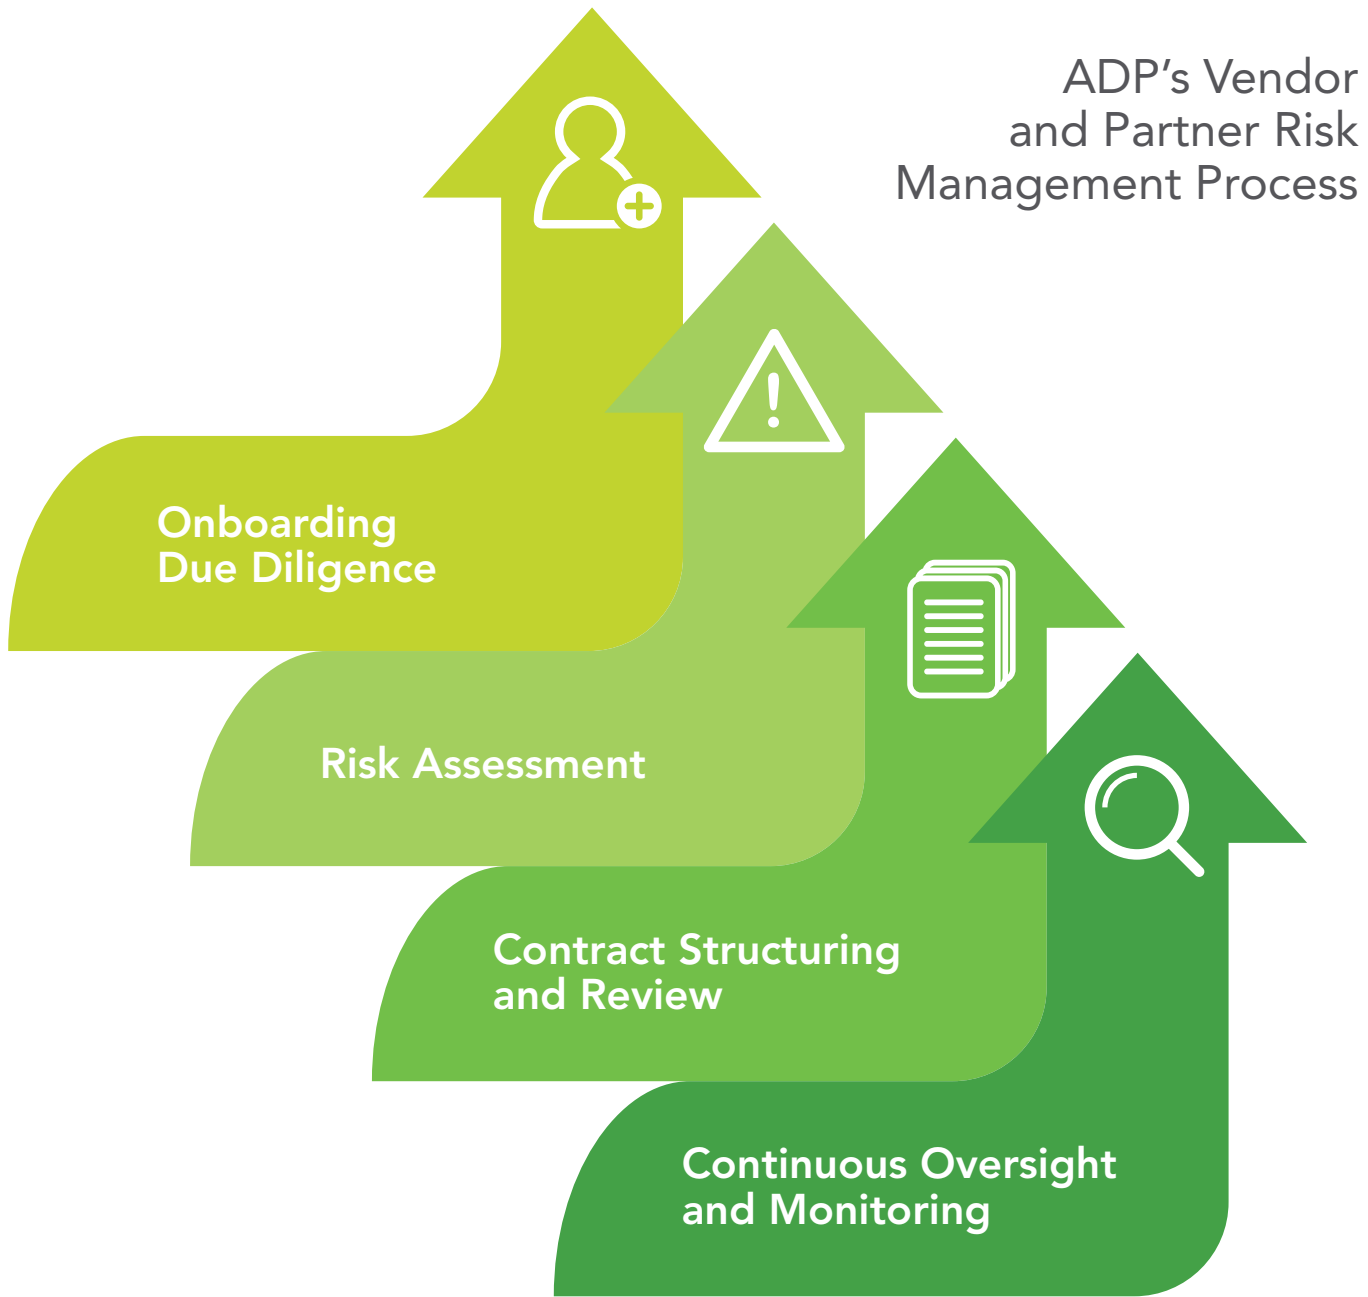 ADP’s Vendor
and Partner Risk
Management Process
Onboarding
Due Diligence
Risk Assessment
Contract Structuring
and Review
Continuous Oversight
and Monitoring